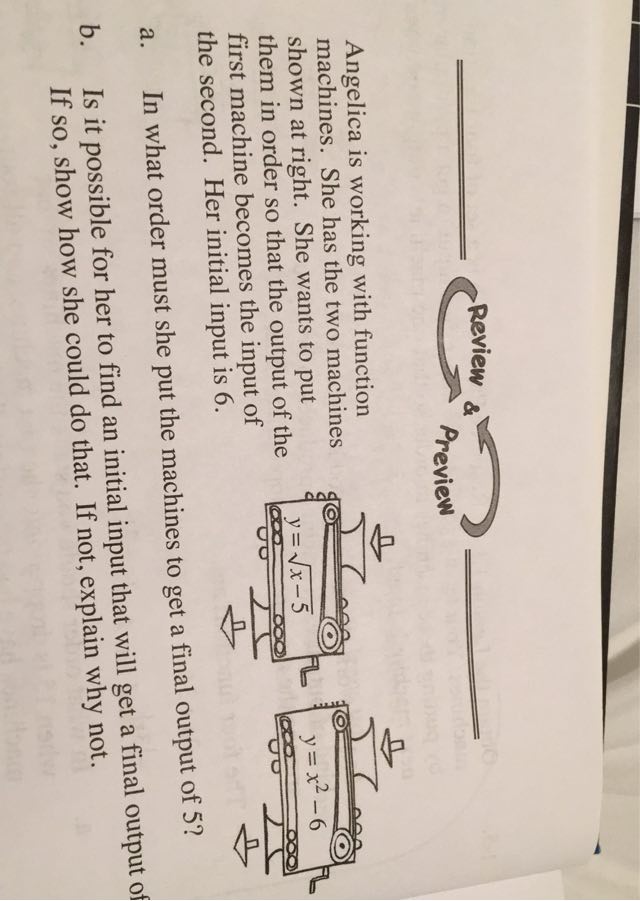 Review & Preview
Angelica is working with function
machines. She has the two machines
shown at right. She wants to put
them in order so that the output of the
first machine becomes the input of
the second. Her initial input is 6.
y = √x − 5
y = x² − 6
a. In what order must she put the machines to get a final output of 5?
b. Is it possible for her to find an initial input that will get a final output of
If so, show how she could do that. If not, explain why not.